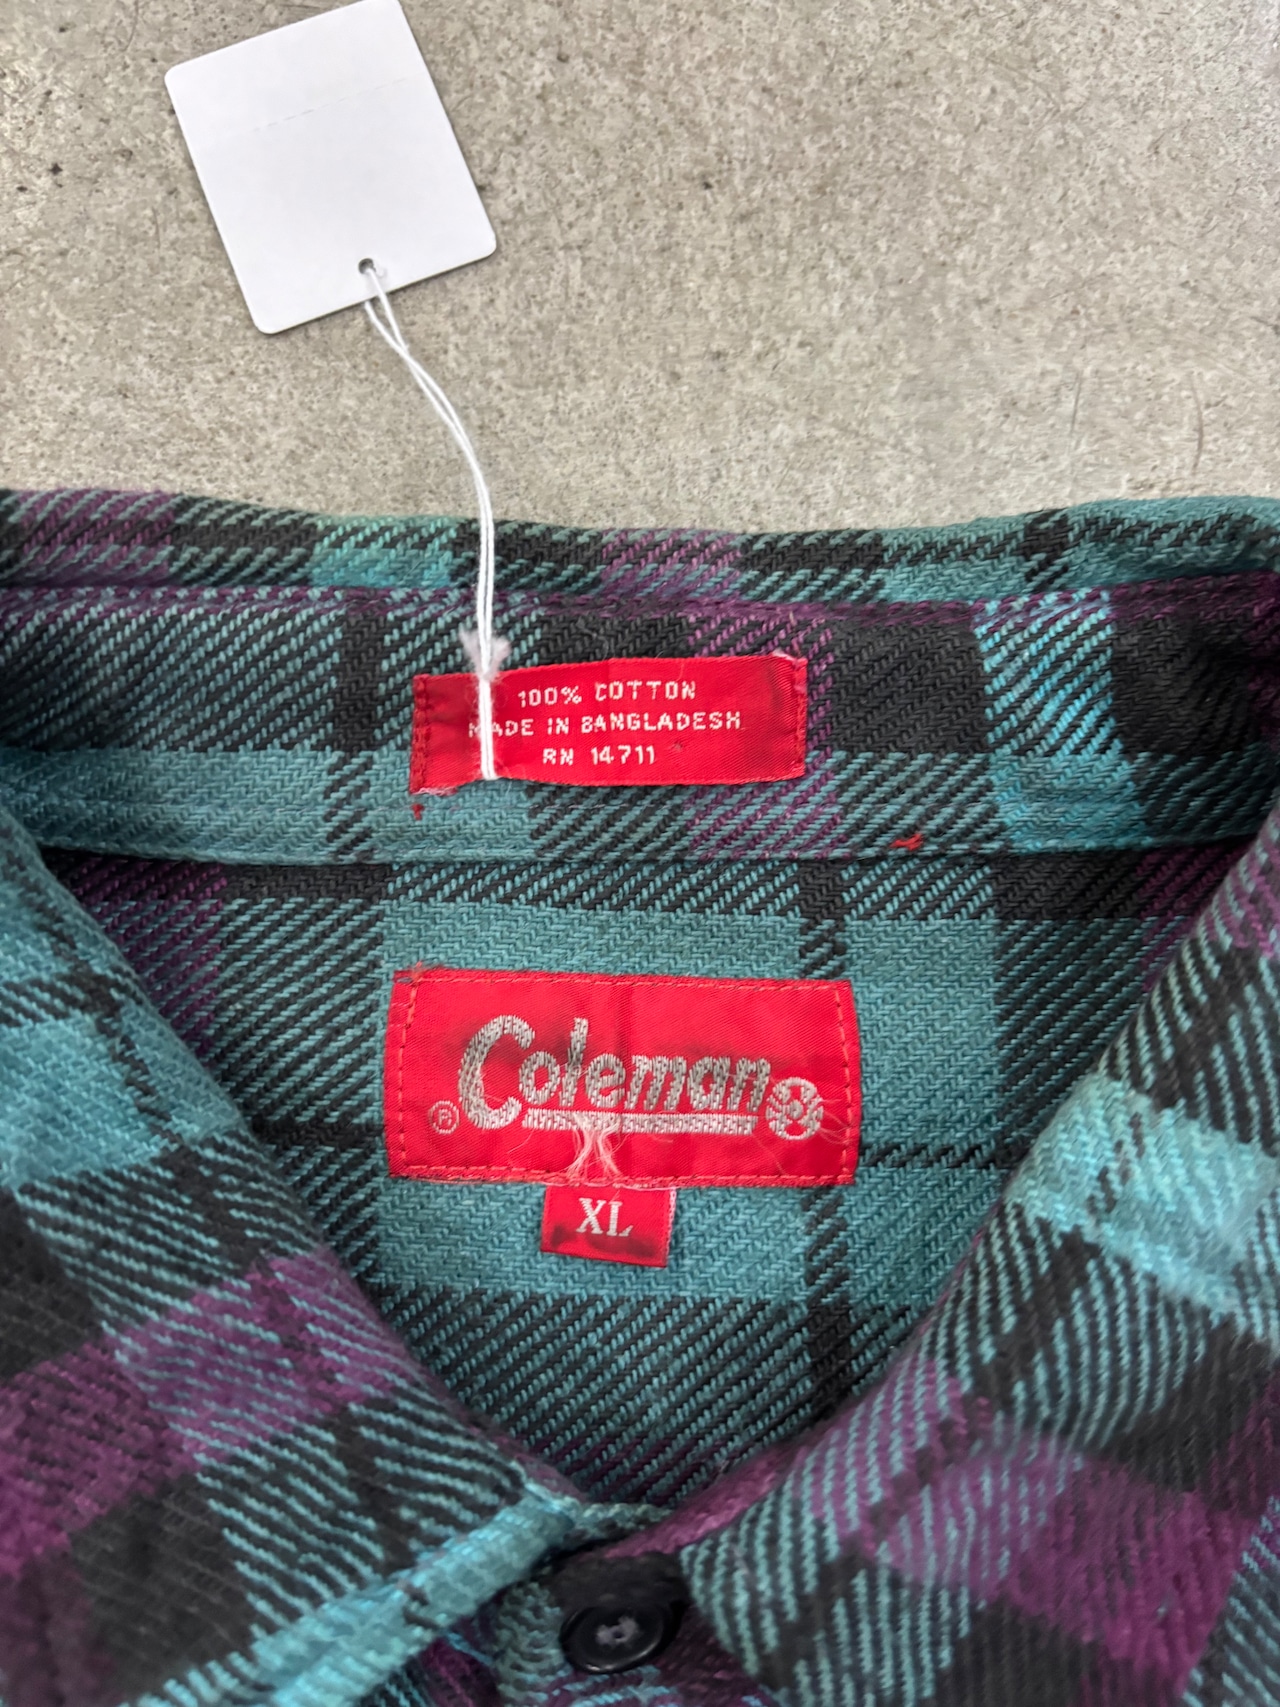 100% COTTON
MADE IN BANGLADESH
RN 14711
® Coleman
XL